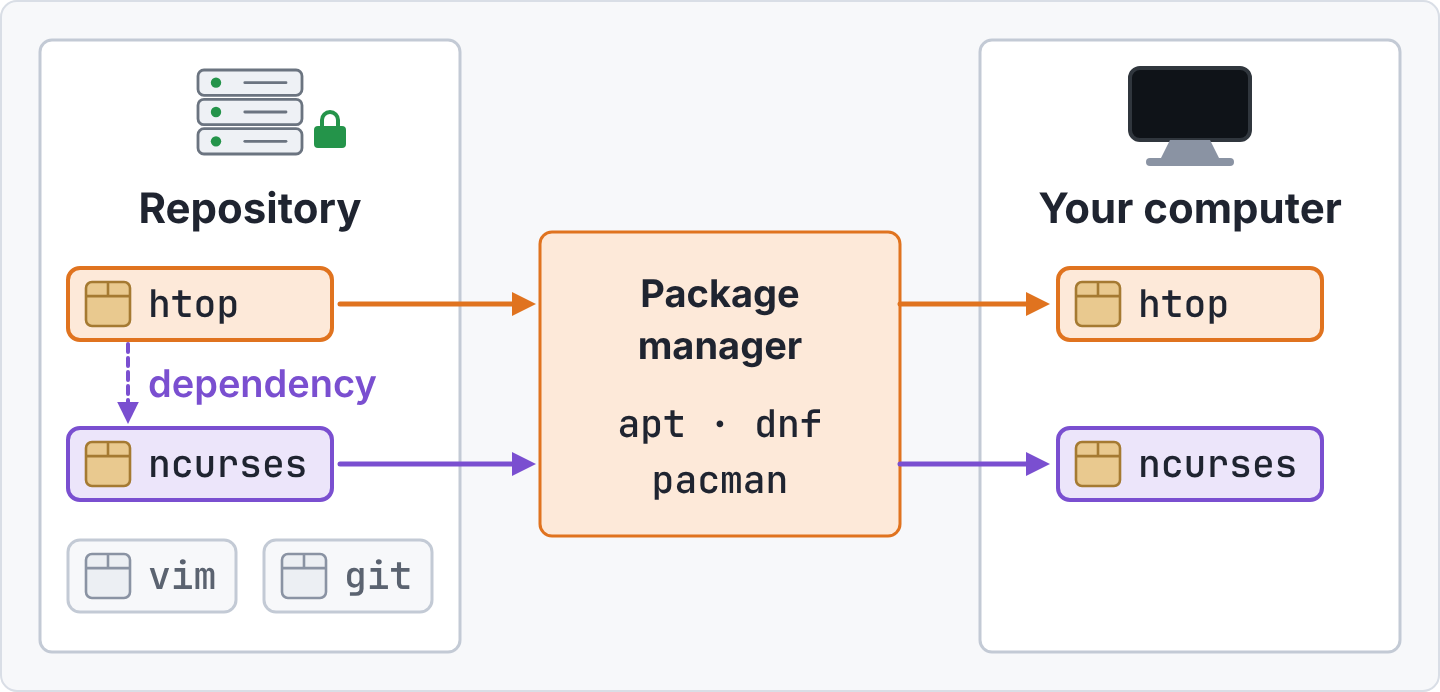 Repository
htop
dependency
ncurses
vim
git
Package
manager
apt · dnf
pacman
Your computer
htop
ncurses